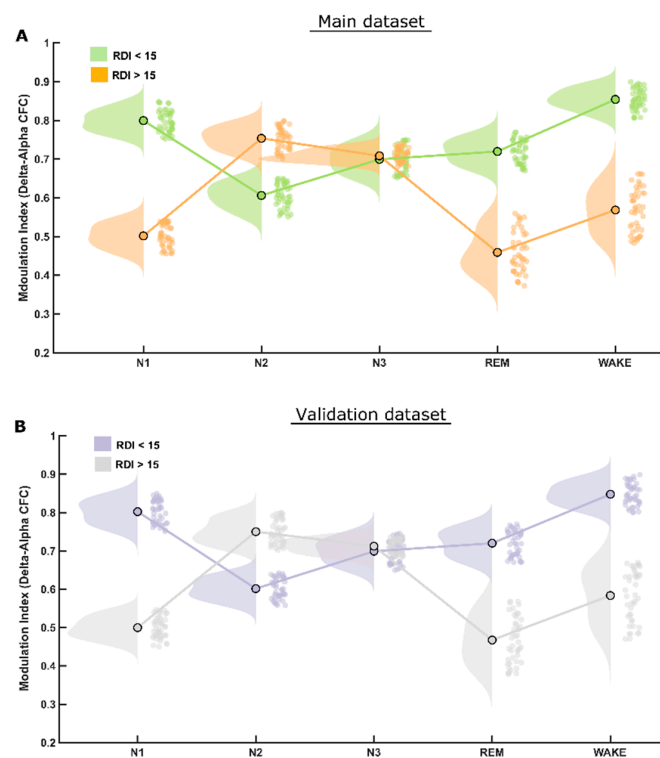 Main dataset
A
RDI < 15
RDI > 15
Mdoulation Index (Delta-Alpha CFC)
1
0.9
0.8
0.7
0.6
0.5
0.4
0.3
0.2
N1 N2 N3 REM WAKE
Validation dataset
B
RDI < 15
RDI > 15
Modulation Index (Delta-Alpha CFC)
1
0.9
0.8
0.7
0.6
0.5
0.4
0.3
0.2
N1 N2 N3 REM WAKE